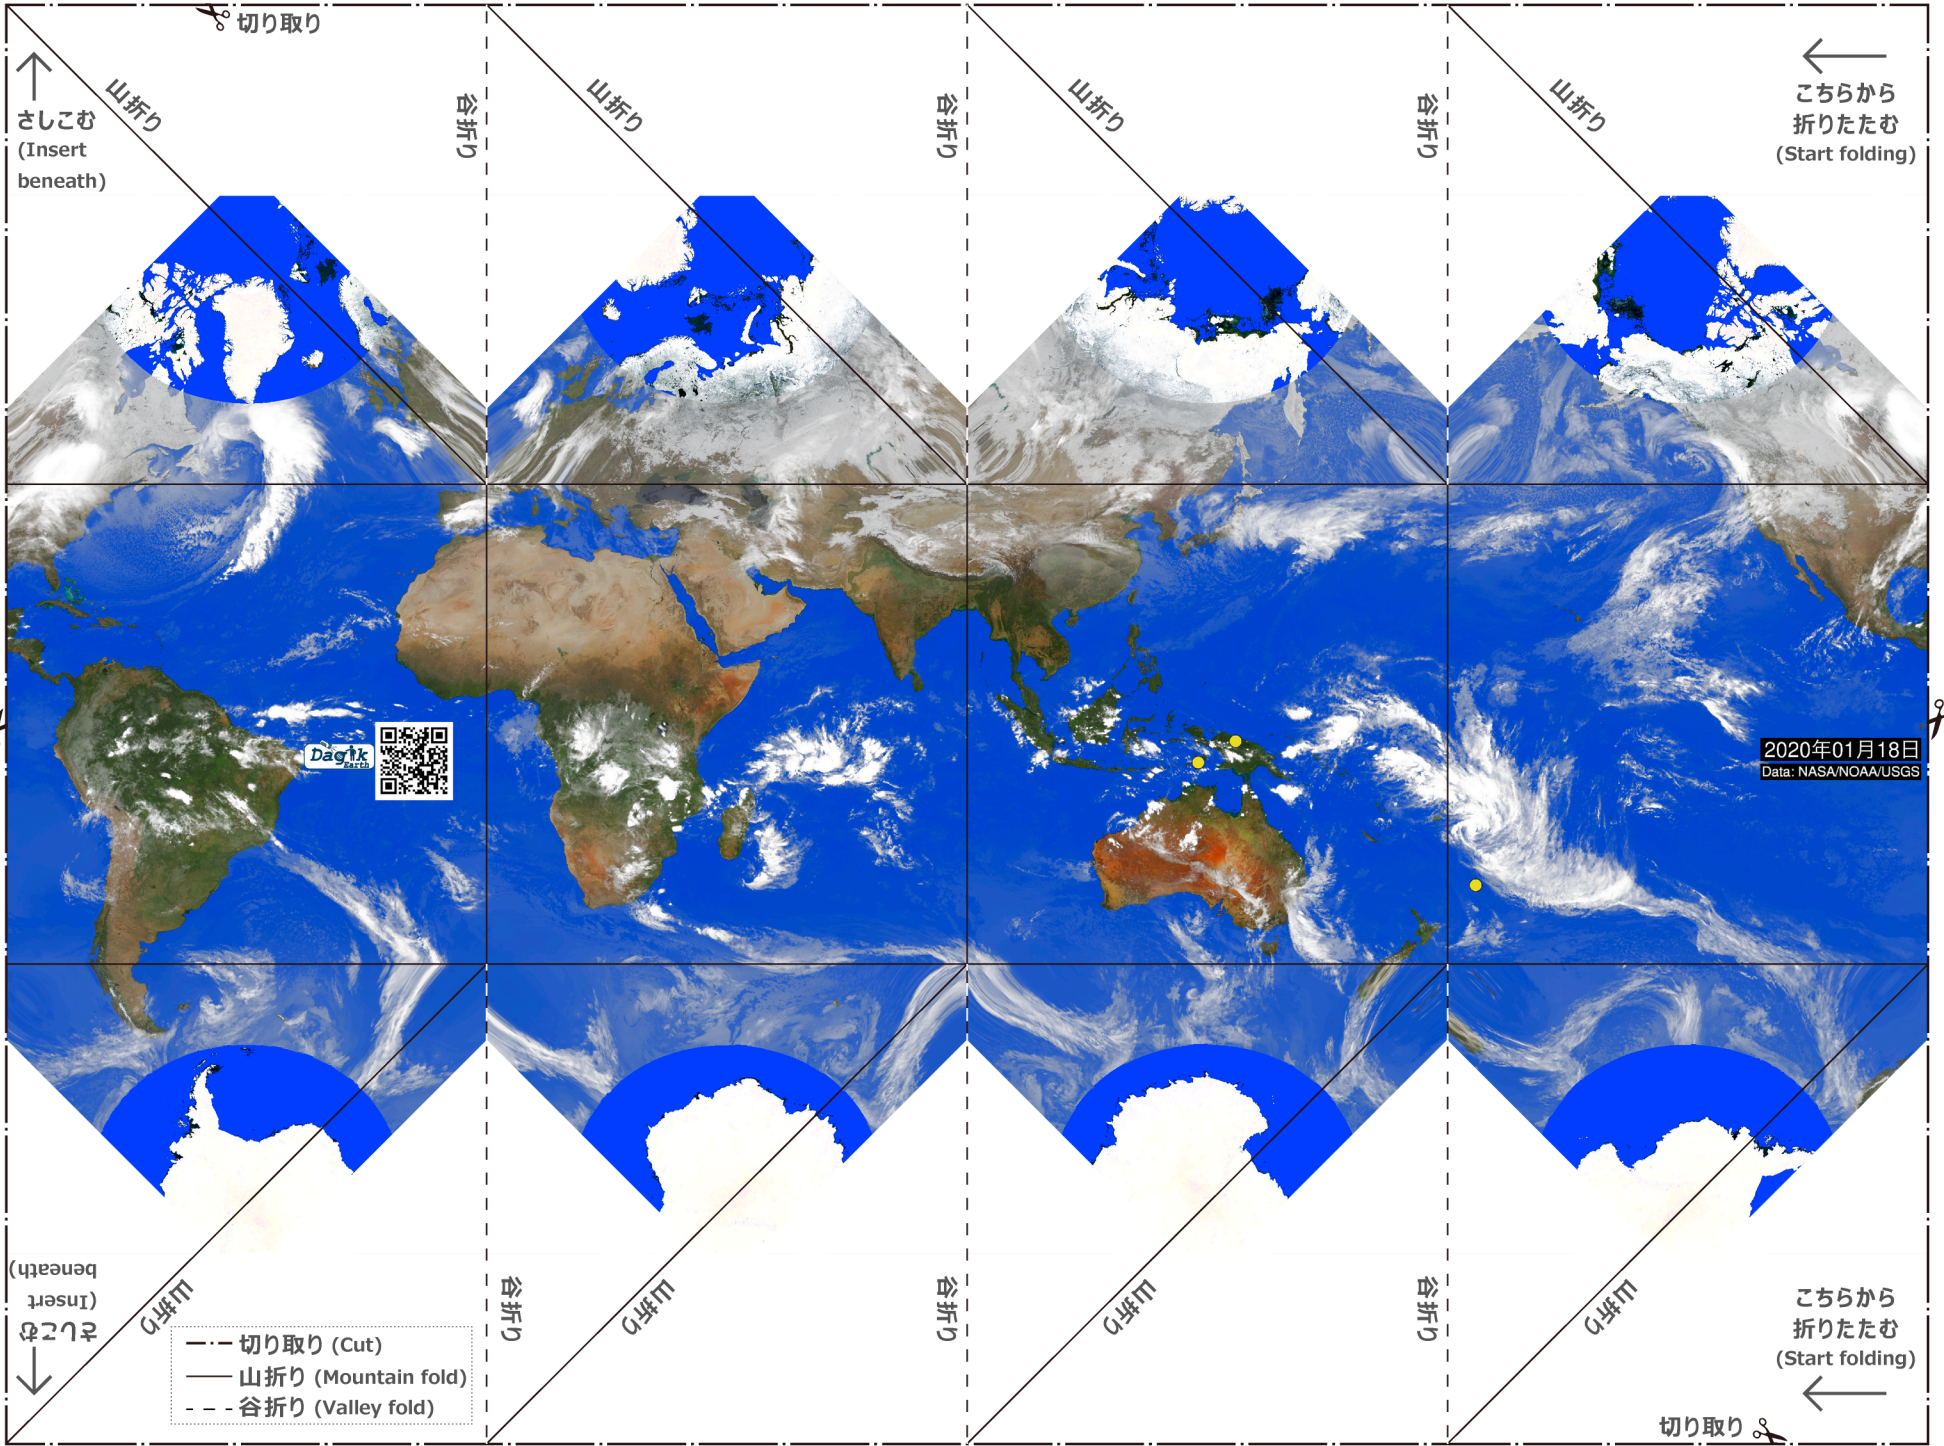 切り取り
さしこむ
(Insert
beneath)
山折り
谷折り
山折り
谷折り
山折り
谷折り
山折り
こちらから
折りたたむ
(Start folding)
Dagik
Earth
2020年01月18日
Data: NASA/NOAA/USGS
さしこむ
(Insert
beneath)
山折り
谷折り
山折り
谷折り
山折り
谷折り
山折り
こちらから
折りたたむ
(Start folding)
切り取り (Cut)
山折り (Mountain fold)
谷折り (Valley fold)
切り取り